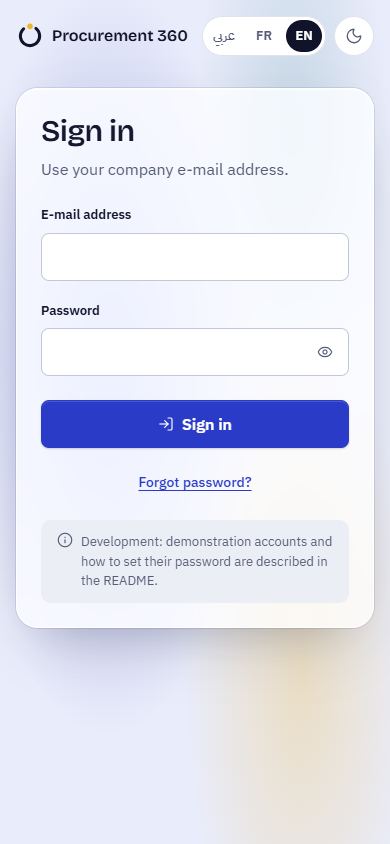 Procurement 360
عربي FR EN
Sign in
Use your company e-mail address.
E-mail address
Password
Sign in
Forgot password?
Development: demonstration accounts and
how to set their password are described in
the README.